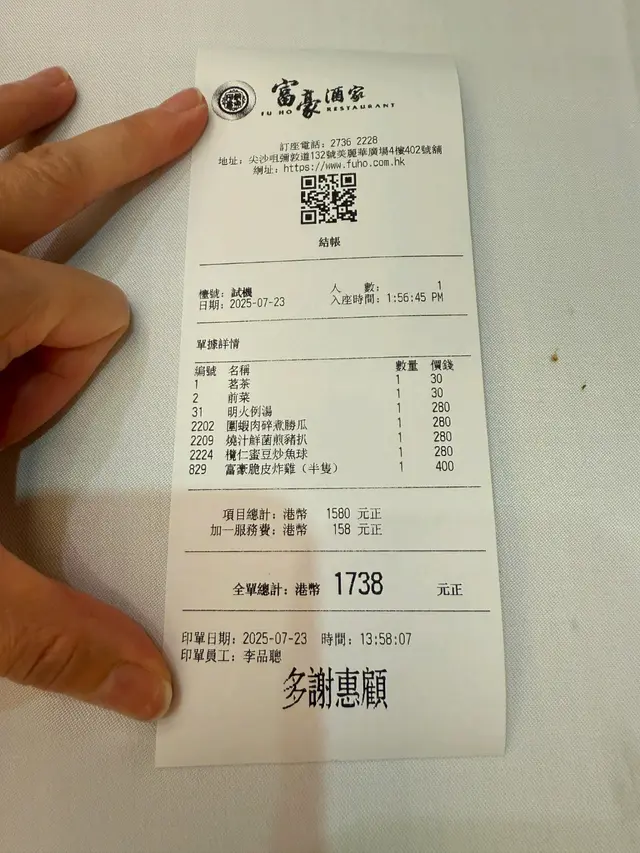 富豪酒家
FU HO RESTAURANT
訂座電話: 2736 2228
地址: 尖沙咀彌敦道132號美麗華廣場4樓402號舖
網址: https://www.fuho.com.hk
結帳
檯號: 試機 人 數: 1
日期: 2025-07-23 入座時間: 1:56:45 PM
單據詳情
編號 名稱 數量 價錢
1 茗茶 1 30
2 前菜 1 30
31 明火例湯 1 280
2202 圍蝦肉碎煮勝瓜 1 280
2209 燒汁鮮菌煎豬扒 1 280
2224 欖仁蜜豆炒魚球 1 280
829 富豪脆皮炸雞 (半隻) 1 400
項目總計: 港幣 1580 元正
加一服務費: 港幣 158 元正
全單總計: 港幣 1738 元正
印單日期: 2025-07-23 時間: 13:58:07
印單員工: 李品聰
多謝惠顧